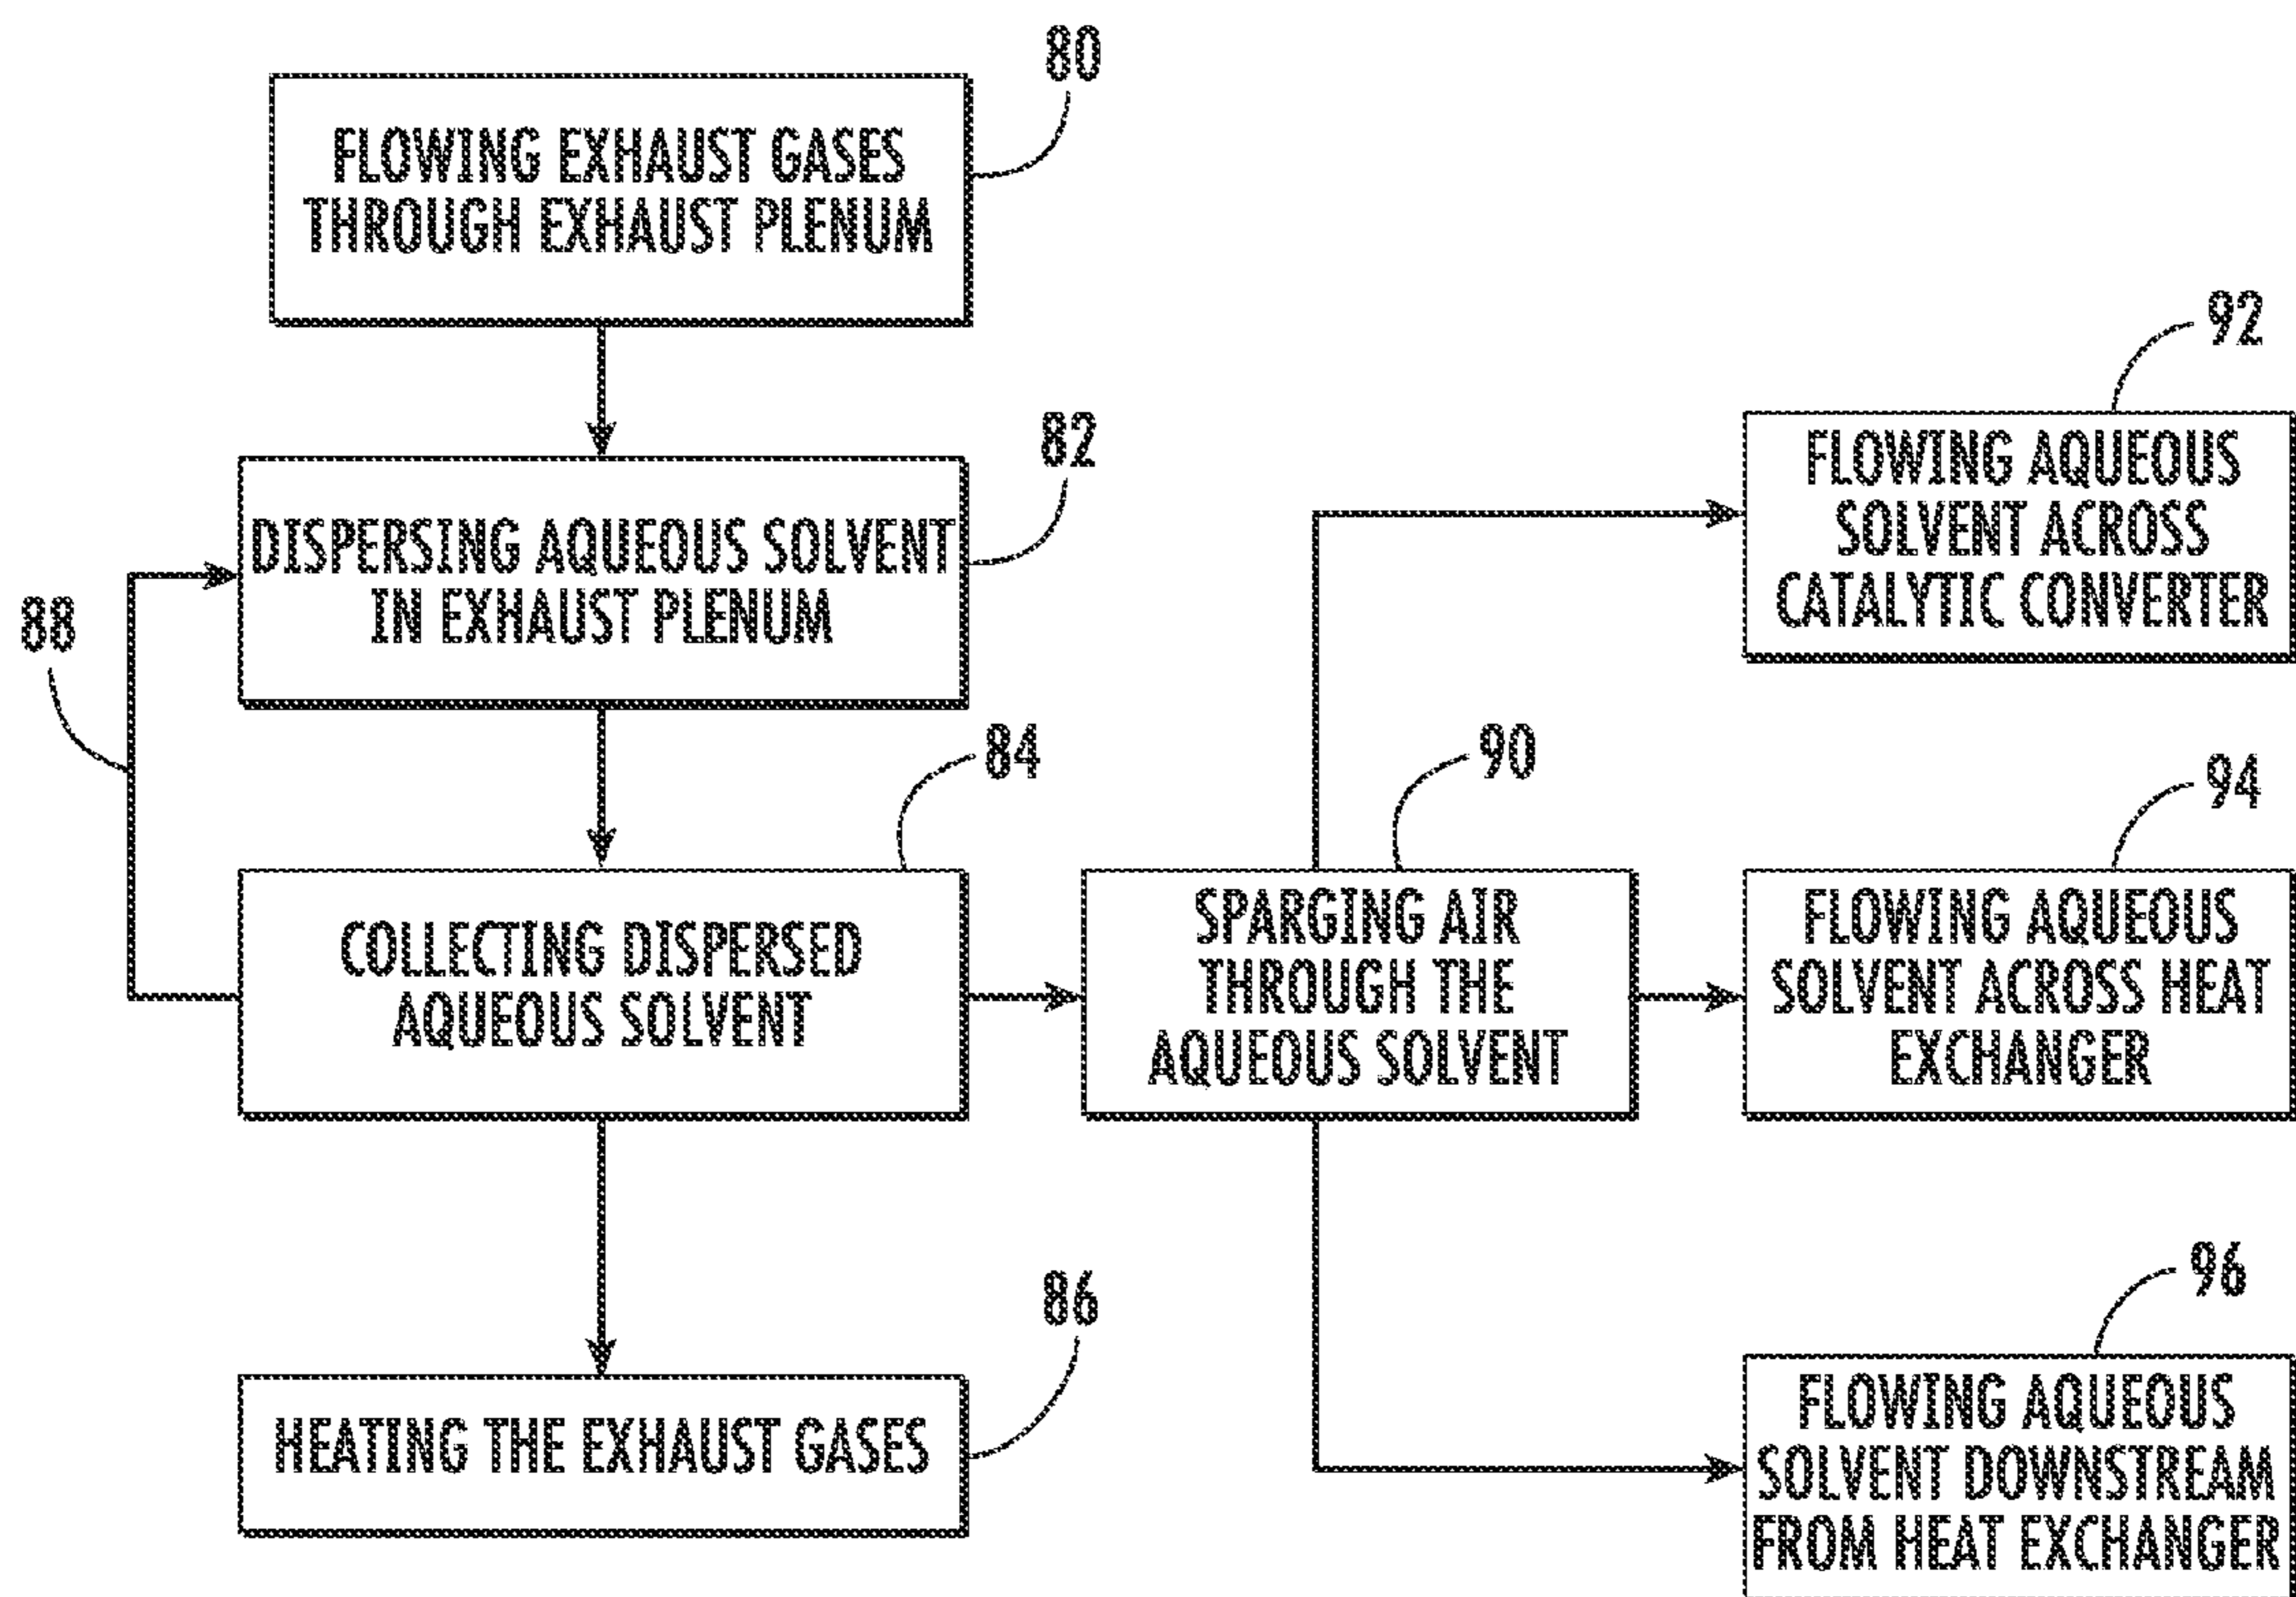 80
FLOWING EXHAUST GASES
THROUGH EXHAUST PLENUM
82
DISPERSING AQUEOUS SOLVENT
IN EXHAUST PLENUM
88
84
COLLECTING DISPERSED
AQUEOUS SOLVENT
86
HEATING THE EXHAUST GASES
90
SPARGING AIR
THROUGH THE
AQUEOUS SOLVENT
92
FLOWING AQUEOUS
SOLVENT ACROSS
CATALYTIC CONVERTER
94
FLOWING AQUEOUS
SOLVENT ACROSS HEAT
EXCHANGER
96
FLOWING AQUEOUS
SOLVENT DOWNSTREAM
FROM HEAT EXCHANGER